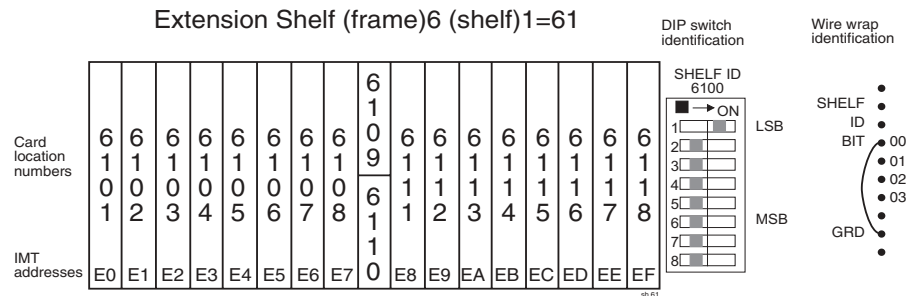 Extension Shelf (frame)6 (shelf)1=61
DIP switch
identification
Wire wrap
identification
Card
location
numbers
6101
6102
6103
6104
6105
6106
6107
6108
6109
6110
6111
6112
6113
6114
6115
6116
6117
6118
IMT
addresses
E0 E1 E2 E3 E4 E5 E6 E7 E8 E9 EA EB EC ED EE EF
SHELF ID
6100
ON
1
2
3
4
5
6
7
8
LSB
MSB
SHELF
ID
BIT
00
01
02
03
GRD
sh 61